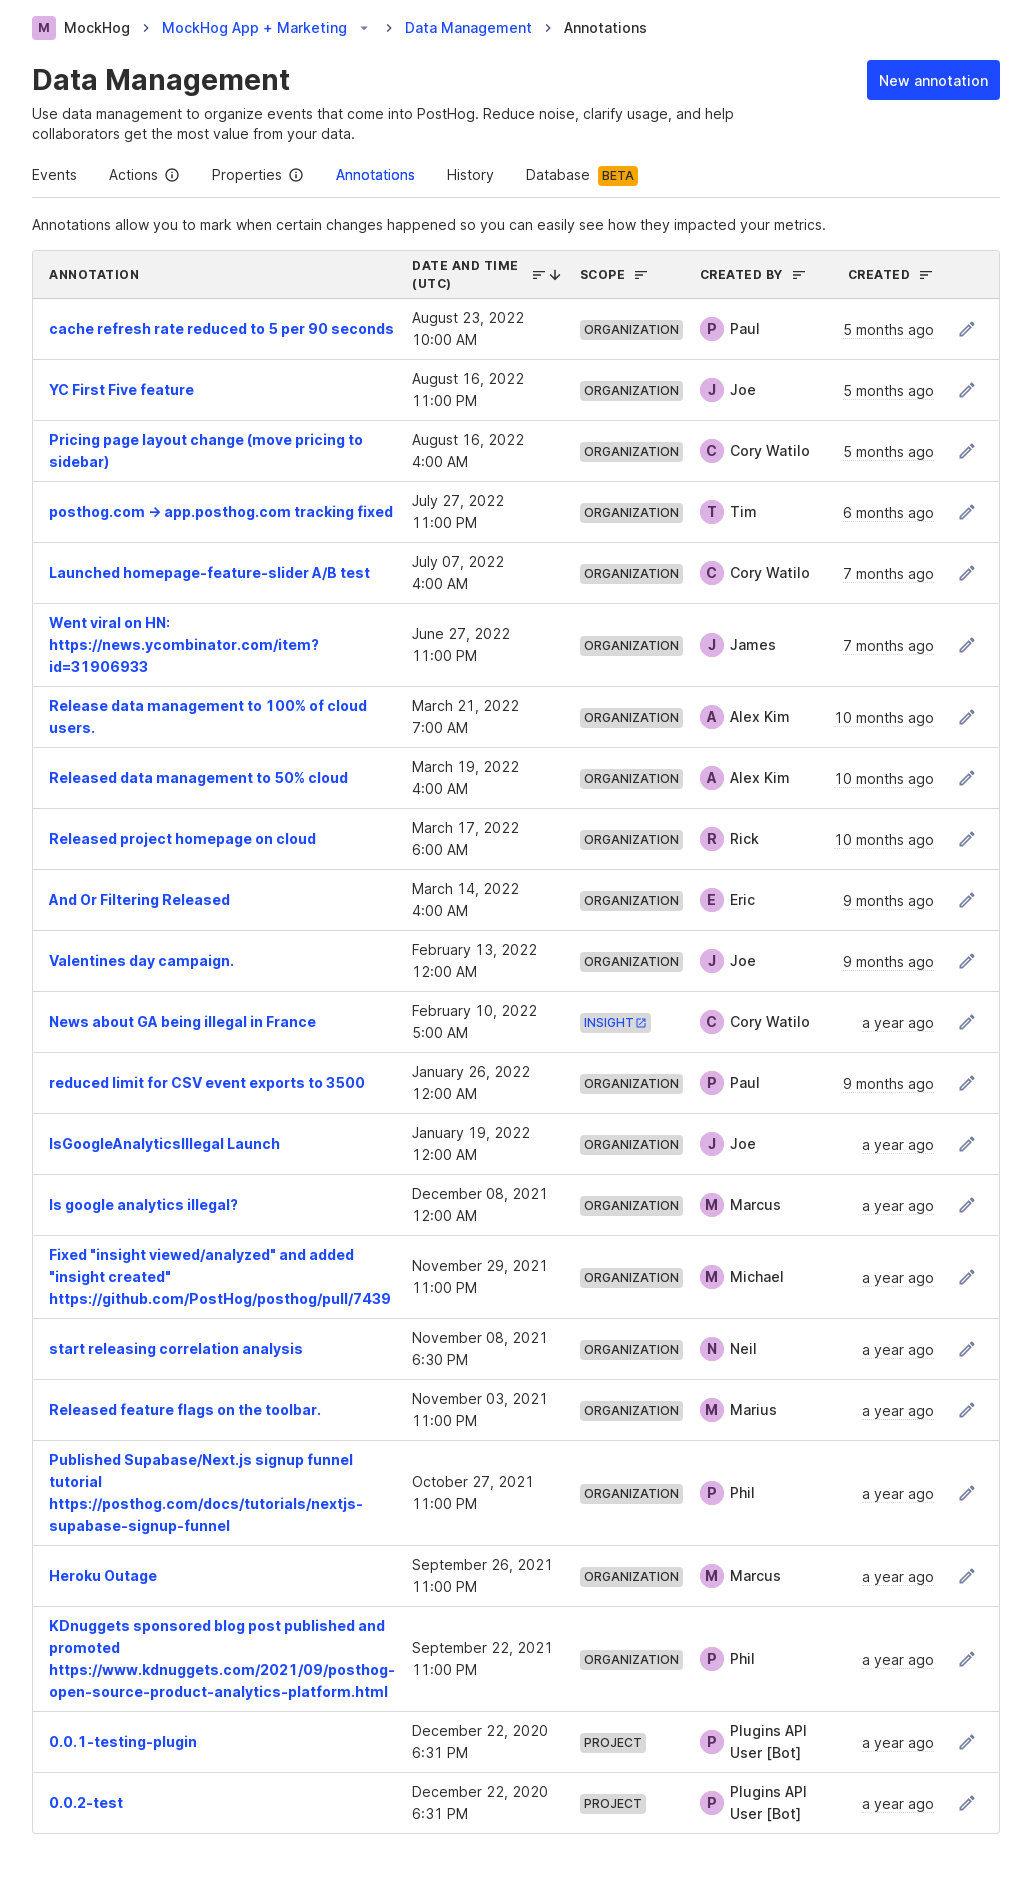 M MockHog > MockHog App + Marketing > Data Management > Annotations
Data Management
New annotation
Use data management to organize events that come into PostHog. Reduce noise, clarify usage, and help
collaborators get the most value from your data.
Events Actions Properties Annotations History Database BETA
Annotations allow you to mark when certain changes happened so you can easily see how they impacted your metrics.
ANNOTATION DATE AND TIME (UTC) SCOPE CREATED BY CREATED
cache refresh rate reduced to 5 per 90 seconds
August 23, 2022
10:00 AM
ORGANIZATION P Paul 5 months ago
YC First Five feature
August 16, 2022
11:00 PM
ORGANIZATION J Joe 5 months ago
Pricing page layout change (move pricing to
sidebar)
August 16, 2022
4:00 AM
ORGANIZATION C Cory Watilo 5 months ago
posthog.com → app.posthog.com tracking fixed
July 27, 2022
11:00 PM
ORGANIZATION T Tim 6 months ago
Launched homepage-feature-slider A/B test
July 07, 2022
4:00 AM
ORGANIZATION C Cory Watilo 7 months ago
Went viral on HN:
https://news.ycombinator.com/item?
id=31906933
June 27, 2022
11:00 PM
ORGANIZATION J James 7 months ago
Release data management to 100% of cloud
users.
March 21, 2022
7:00 AM
ORGANIZATION A Alex Kim 10 months ago
Released data management to 50% cloud
March 19, 2022
4:00 AM
ORGANIZATION A Alex Kim 10 months ago
Released project homepage on cloud
March 17, 2022
6:00 AM
ORGANIZATION R Rick 10 months ago
And Or Filtering Released
March 14, 2022
4:00 AM
ORGANIZATION E Eric 9 months ago
Valentines day campaign.
February 13, 2022
12:00 AM
ORGANIZATION J Joe 9 months ago
News about GA being illegal in France
February 10, 2022
5:00 AM
INSIGHT C Cory Watilo a year ago
reduced limit for CSV event exports to 3500
January 26, 2022
12:00 AM
ORGANIZATION P Paul 9 months ago
IsGoogleAnalyticsIllegal Launch
January 19, 2022
12:00 AM
ORGANIZATION J Joe a year ago
Is google analytics illegal?
December 08, 2021
12:00 AM
ORGANIZATION M Marcus a year ago
Fixed "insight viewed/analyzed" and added
"insight created"
https://github.com/PostHog/posthog/pull/7439
November 29, 2021
11:00 PM
ORGANIZATION M Michael a year ago
start releasing correlation analysis
November 08, 2021
6:30 PM
ORGANIZATION N Neil a year ago
Released feature flags on the toolbar.
November 03, 2021
11:00 PM
ORGANIZATION M Marius a year ago
Published Supabase/Next.js signup funnel
tutorial
https://posthog.com/docs/tutorials/nextjs-
supabase-signup-funnel
October 27, 2021
11:00 PM
ORGANIZATION P Phil a year ago
Heroku Outage
September 26, 2021
11:00 PM
ORGANIZATION M Marcus a year ago
KDnuggets sponsored blog post published and
promoted
https://www.kdnuggets.com/2021/09/posthog-
open-source-product-analytics-platform.html
September 22, 2021
11:00 PM
ORGANIZATION P Phil a year ago
0.0.1-testing-plugin
December 22, 2020
6:31 PM
PROJECT P Plugins API
User [Bot]
a year ago
0.0.2-test
December 22, 2020
6:31 PM
PROJECT P Plugins API
User [Bot]
a year ago